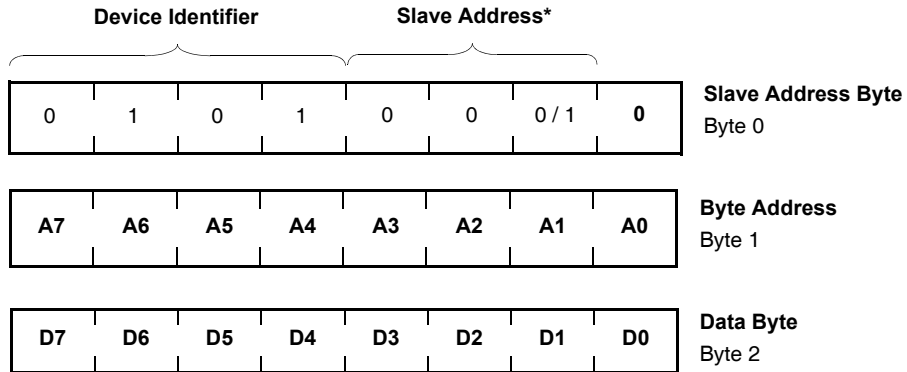 Device Identifier Slave Address*
0 1 0 1 0 0 0 / 1 0
Slave Address Byte
Byte 0
A7 A6 A5 A4 A3 A2 A1 A0
Byte Address
Byte 1
D7 D6 D5 D4 D3 D2 D1 D0
Data Byte
Byte 2